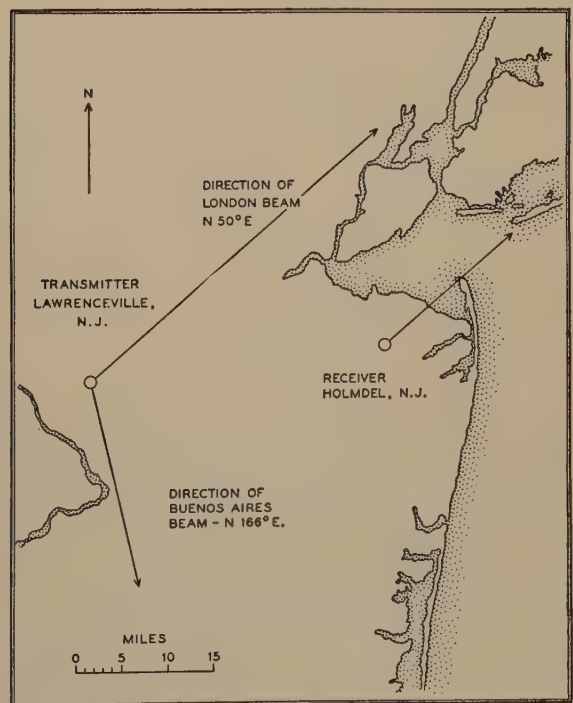 N
DIRECTION OF
LONDON BEAM
N 50°E
TRANSMITTER
LAWRENCEVILLE,
N.J.
RECEIVER
HOLMDEL, N.J.
DIRECTION OF
BUENOS AIRES
BEAM – N 166°E.
MILES
0 5 10 15